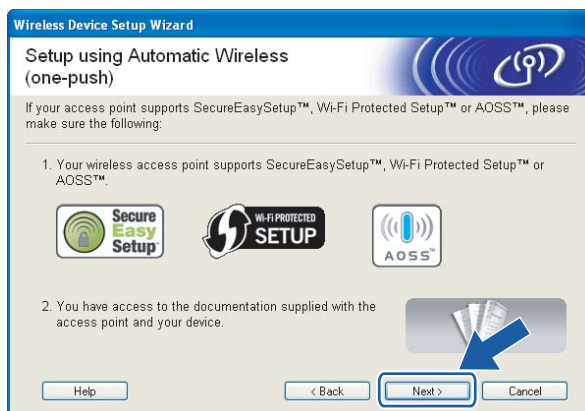 Wireless Device Setup Wizard
Setup using Automatic Wireless
(one-push)
If your access point supports SecureEasySetup™, Wi-Fi Protected Setup™ or AOSS™, please
make sure the following:
1. Your wireless access point supports SecureEasySetup™, Wi-Fi Protected Setup™ or
AOSS™.
Secure
Easy
Setup™
WI-FI PROTECTED
SETUP
AOSS™
2. You have access to the documentation supplied with the
access point and your device.
Help
< Back
Next >
Cancel